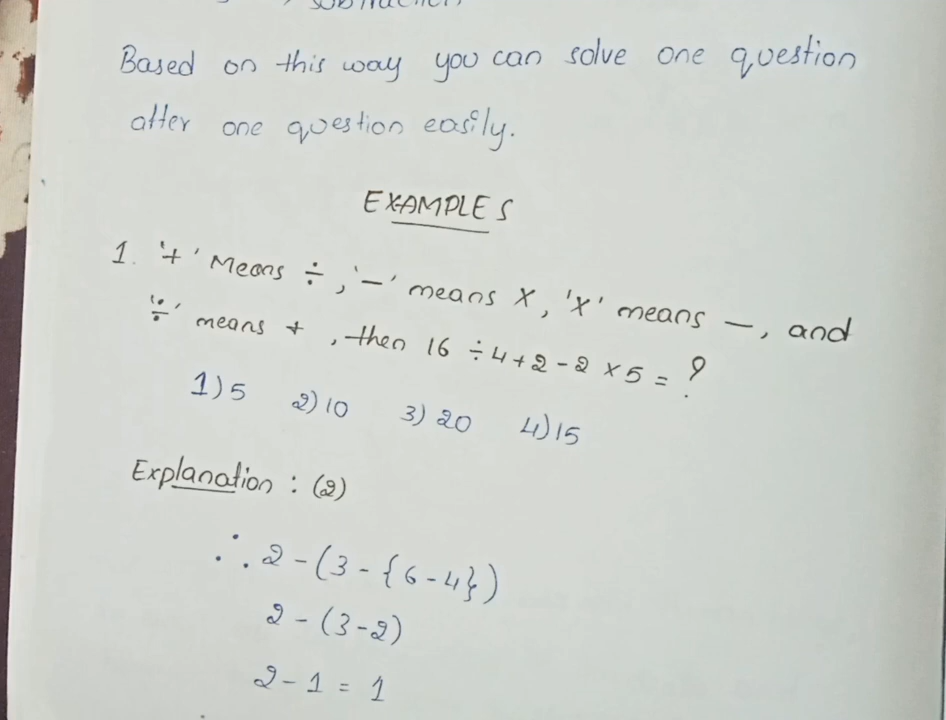 Based on this way you can solve one question
after one question easily.
EXAMPLES
1. '+' Means ÷, '–' means ×, '×' means –, and
'÷' means +, then 16 ÷ 4 + 2 - 2 × 5 = ?
1) 5 2) 10 3) 20 4) 15
Explanation : (2)
∴ 2 - (3 - {6 - 4})
2 - (3 - 2)
2 - 1 = 1